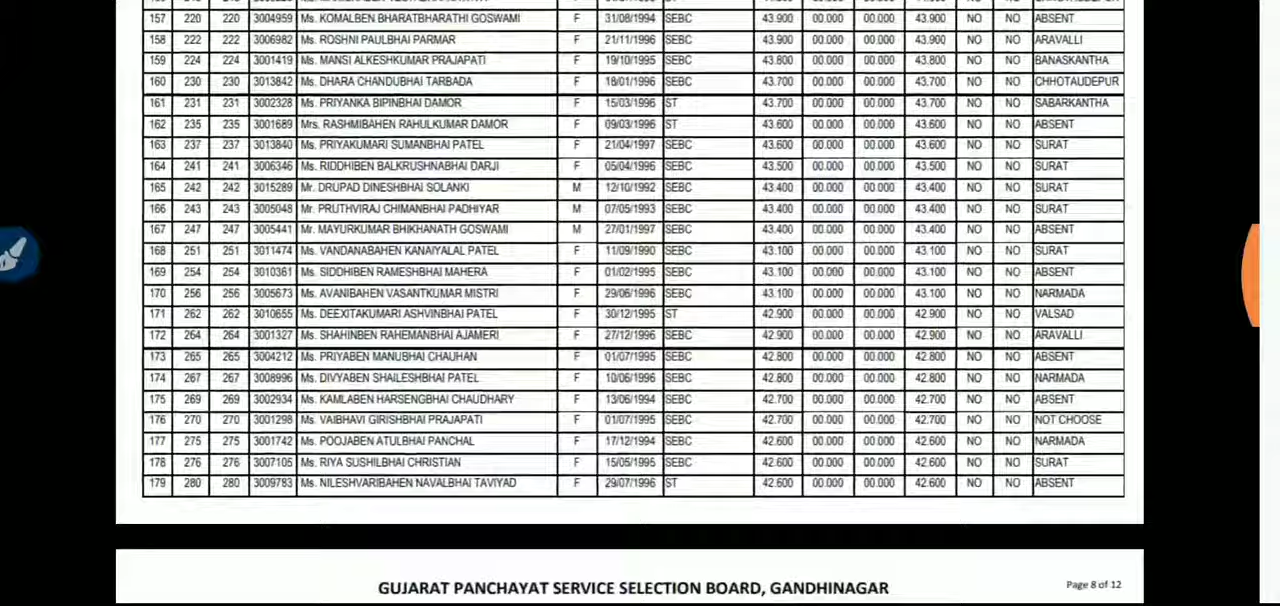 157 220 220 3004959 Ms. KOMALBEN BHARATBHARATHI GOSWAMI F 31/08/1994 SEBC 43.900 00.000 00.000 43.900 NO NO ABSENT
158 222 222 3006982 Ms. ROSHNI PAULBHAI PARMAR F 21/11/1996 SEBC 43.900 00.000 00.000 43.900 NO NO ARAVALLI
159 224 224 3001419 Ms. MANSI ALKESHKUMAR PRAJAPATI F 19/10/1995 SEBC 43.800 00.000 00.000 43.800 NO NO BANASKANTHA
160 230 230 3013842 Ms. DHARA CHANDUBHAI TARBADA F 18/01/1996 SEBC 43.700 00.000 00.000 43.700 NO NO CHHOTAUDEPUR
161 231 231 3002328 Ms. PRIYANKA BIPINBHAI DAMOR F 15/03/1996 ST 43.700 00.000 00.000 43.700 NO NO SABARKANTHA
162 235 235 3001689 Mrs. RASHMIBAHEN RAHULKUMAR DAMOR F 09/03/1996 ST 43.600 00.000 00.000 43.600 NO NO ABSENT
163 237 237 3013840 Ms. PRIYAKUMARI SUMANBHAI PATEL F 21/04/1997 SEBC 43.600 00.000 00.000 43.600 NO NO SURAT
164 241 241 3006346 Ms. RIDDHIBEN BALKRUSHNABHAI DARJI F 05/04/1996 SEBC 43.500 00.000 00.000 43.500 NO NO SURAT
165 242 242 3015289 Mr. DRUPAD DINESHBHAI SOLANKI M 12/10/1992 SEBC 43.400 00.000 00.000 43.400 NO NO SURAT
166 243 243 3005048 Mr. PRUTHVIRAJ CHIMANBHAI PADHIYAR M 07/05/1993 SEBC 43.400 00.000 00.000 43.400 NO NO SURAT
167 247 247 3005441 Mr. MAYURKUMAR BHIKHANATH GOSWAMI M 27/01/1997 SEBC 43.400 00.000 00.000 43.400 NO NO ABSENT
168 251 251 3011474 Ms. VANDANABAHEN KANAIYALAL PATEL F 11/09/1990 SEBC 43.100 00.000 00.000 43.100 NO NO SURAT
169 254 254 3010361 Ms. SIDDHIBEN RAMESHBHAI MAHERA F 01/02/1995 SEBC 43.100 00.000 00.000 43.100 NO NO ABSENT
170 256 256 3005673 Ms. AVANIBAHEN VASANTKUMAR MISTRI F 29/06/1996 SEBC 43.100 00.000 00.000 43.100 NO NO NARMADA
171 262 262 3010655 Ms. DEEXITAKUMARI ASHVINBHAI PATEL F 30/12/1995 ST 42.900 00.000 00.000 42.900 NO NO VALSAD
172 264 264 3001327 Ms. SHAHINBEN RAHEMANBHAI AJAMERI F 27/12/1996 SEBC 42.900 00.000 00.000 42.900 NO NO ARAVALLI
173 265 265 3004212 Ms. PRIYABEN MANUBHAI CHAUHAN F 01/07/1995 SEBC 42.800 00.000 00.000 42.800 NO NO ABSENT
174 267 267 3008996 Ms. DIVYABEN SHAILESHBHAI PATEL F 10/06/1996 SEBC 42.800 00.000 00.000 42.800 NO NO NARMADA
175 269 269 3002934 Ms. KAMLABEN HARSENGBHAI CHAUDHARY F 13/06/1994 SEBC 42.700 00.000 00.000 42.700 NO NO ABSENT
176 270 270 3001298 Ms. VAIBHAVI GIRISHBHAI PRAJAPATI F 01/07/1995 SEBC 42.700 00.000 00.000 42.700 NO NO NOT CHOOSE
177 275 275 3001742 Ms. POOJABEN ATULBHAI PANCHAL F 17/12/1994 SEBC 42.600 00.000 00.000 42.600 NO NO NARMADA
178 276 276 3007105 Ms. RIYA SUSHILBHAI CHRISTIAN F 15/05/1995 SEBC 42.600 00.000 00.000 42.600 NO NO SURAT
179 280 280 3009783 Ms. NILESHVARIBAHEN NAVALBHAI TAVIYAD F 29/07/1996 ST 42.600 00.000 00.000 42.600 NO NO ABSENT
GUJARAT PANCHAYAT SERVICE SELECTION BOARD, GANDHINAGAR Page 8 of 12